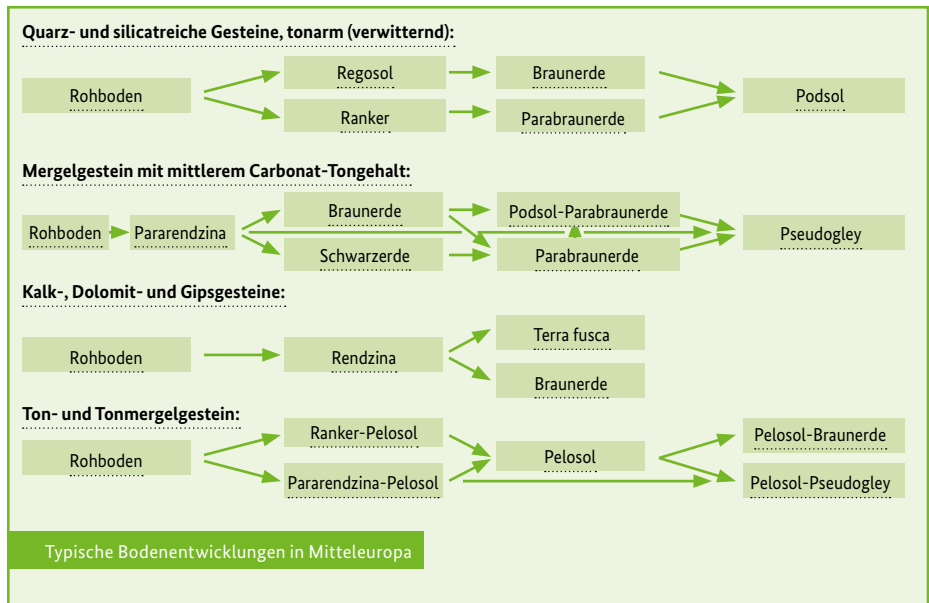 Quarz- und silicatreiche Gesteine, tonarm (verwitternd):
Rohboden
Regosol
Braunerde
Ranker
Parabraunerde
Podsol
Mergelgestein mit mittlerem Carbonat-Tongehalt:
Rohboden
Pararendzina
Braunerde
Podsol-Parabraunerde
Schwarzerde
Parabraunerde
Pseudogley
Kalk-, Dolomit- und Gipsgesteine:
Rohboden
Rendzina
Terra fusca
Braunerde
Ton- und Tonmergelgestein:
Rohboden
Ranker-Pelosol
Pararendzina-Pelosol
Pelosol
Pelosol-Braunerde
Pelosol-Pseudogley
Typische Bodenentwicklungen in Mitteleuropa